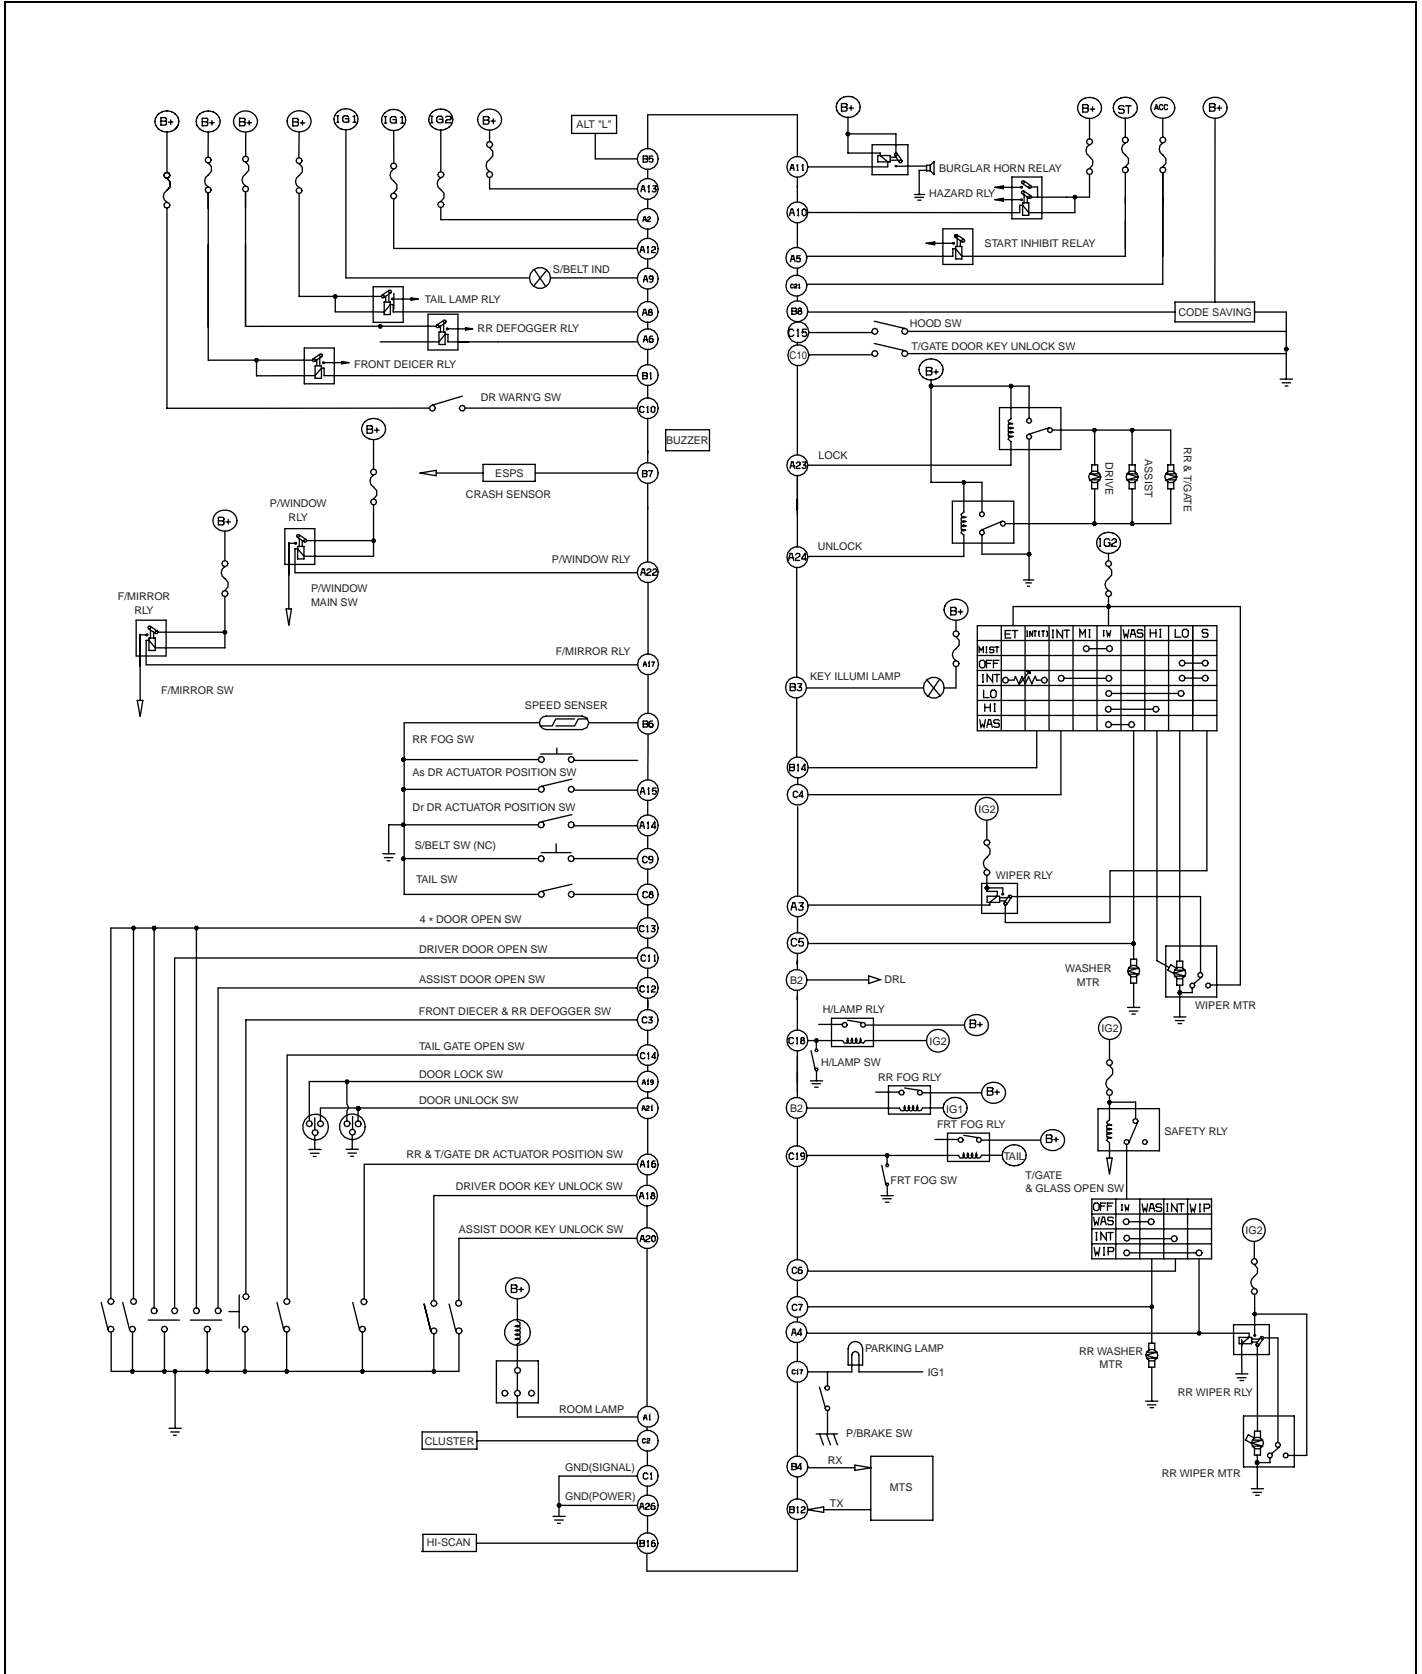 B+ B+ B+ B+ IG1 IG1 IG2 B+
ALT "L"
B5
A13
A2
A12
S/BELT IND
A9
TAIL LAMP RLY
A8
RR DEFOGGER RLY
A6
FRONT DEICER RLY
B1
DR WARN'G SW
C10
B+
BUZZER
ESPS
B7
CRASH SENSOR
P/WINDOW
RLY
B+
P/WINDOW RLY
A22
P/WINDOW
MAIN SW
F/MIRROR
RLY
F/MIRROR RLY
A17
F/MIRROR SW
SPEED SENSER
B6
RR FOG SW
As DR ACTUATOR POSITION SW
A15
Dr DR ACTUATOR POSITION SW
A14
S/BELT SW (NC)
C9
TAIL SW
C8
4 * DOOR OPEN SW
C13
DRIVER DOOR OPEN SW
C11
ASSIST DOOR OPEN SW
C12
FRONT DIECER & RR DEFOGGER SW
C3
TAIL GATE OPEN SW
C14
DOOR LOCK SW
A19
DOOR UNLOCK SW
A21
RR & T/GATE DR ACTUATOR POSITION SW
A16
DRIVER DOOR KEY UNLOCK SW
A18
ASSIST DOOR KEY UNLOCK SW
A20
B+
ROOM LAMP
A1
CLUSTER
C2
GND(SIGNAL)
C1
GND(POWER)
A26
HI-SCAN
B16
B+ B+ ST ACC B+
A11
BURGLAR HORN RELAY
HAZARD RLY
A10
START INHIBIT RELAY
A5
C21
B8
CODE SAVING
C15
HOOD SW
C10
T/GATE DOOR KEY UNLOCK SW
B+
A23
LOCK
DRIVE
ASSIST
RR & T/GATE
A24
UNLOCK
IG2
B+
B3
KEY ILLUMI LAMP
ET INT(T) INT MI IW WAS HI LO S
MIST
OFF
INT
LO
HI
WAS
B14
C4
IG2
WIPER RLY
A3
C5
WASHER
MTR
WIPER MTR
B2
DRL
H/LAMP RLY
B+
C18
IG2
H/LAMP SW
IG2
RR FOG RLY
B+
B2
IG1
FRT FOG RLY
B+
SAFETY RLY
C19
TAIL
FRT FOG SW
T/GATE
& GLASS OPEN SW
OFF IW WAS INT WIP
WAS
INT
WIP
IG2
C6
C7
A4
PARKING LAMP
C17
IG1
RR WASHER
MTR
RR WIPER RLY
P/BRAKE SW
B4
RX
MTS
B12
TX
RR WIPER MTR